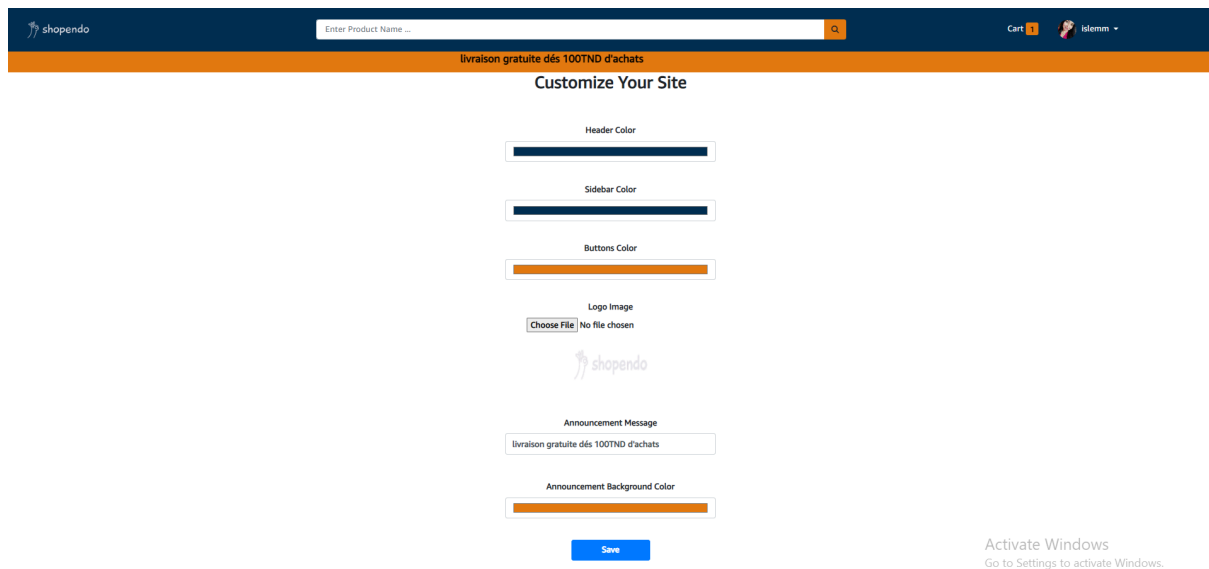 shopendo
Enter Product Name ...
Cart 1
islemm
livraison gratuite dés 100TND d'achats
Customize Your Site
Header Color
Sidebar Color
Buttons Color
Logo Image
Choose File No file chosen
shopendo
Announcement Message
livraison gratuite dés 100TND d'achats
Announcement Background Color
Save
Activate Windows
Go to Settings to activate Windows.